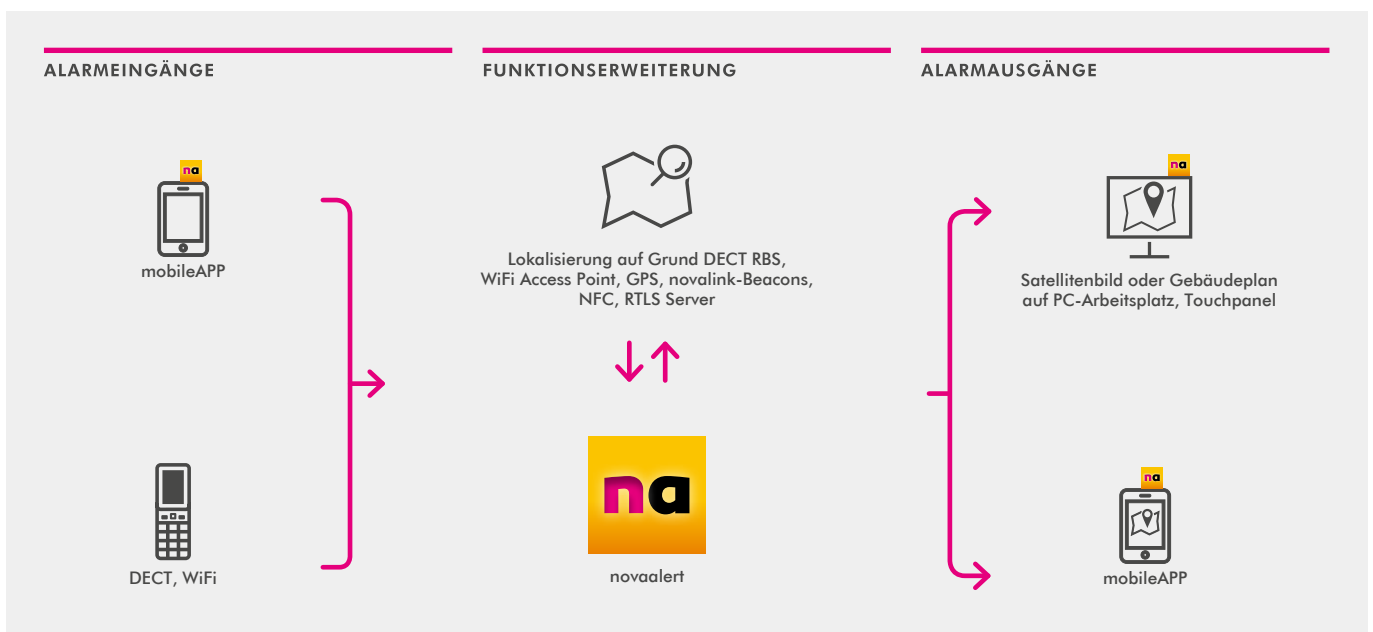 ALARMEINGÄNGE
na
mobileAPP
DECT, WiFi
FUNKTIONSERWEITERUNG
Lokalisierung auf Grund DECT RBS,
WiFi Access Point, GPS, novalink-Beacons,
NFC, RTLS Server
na
novaalert
ALARMAUSGÄNGE
na
Satellitenbild oder Gebäudeplan
auf PC-Arbeitsplatz, Touchpanel
na
mobileAPP